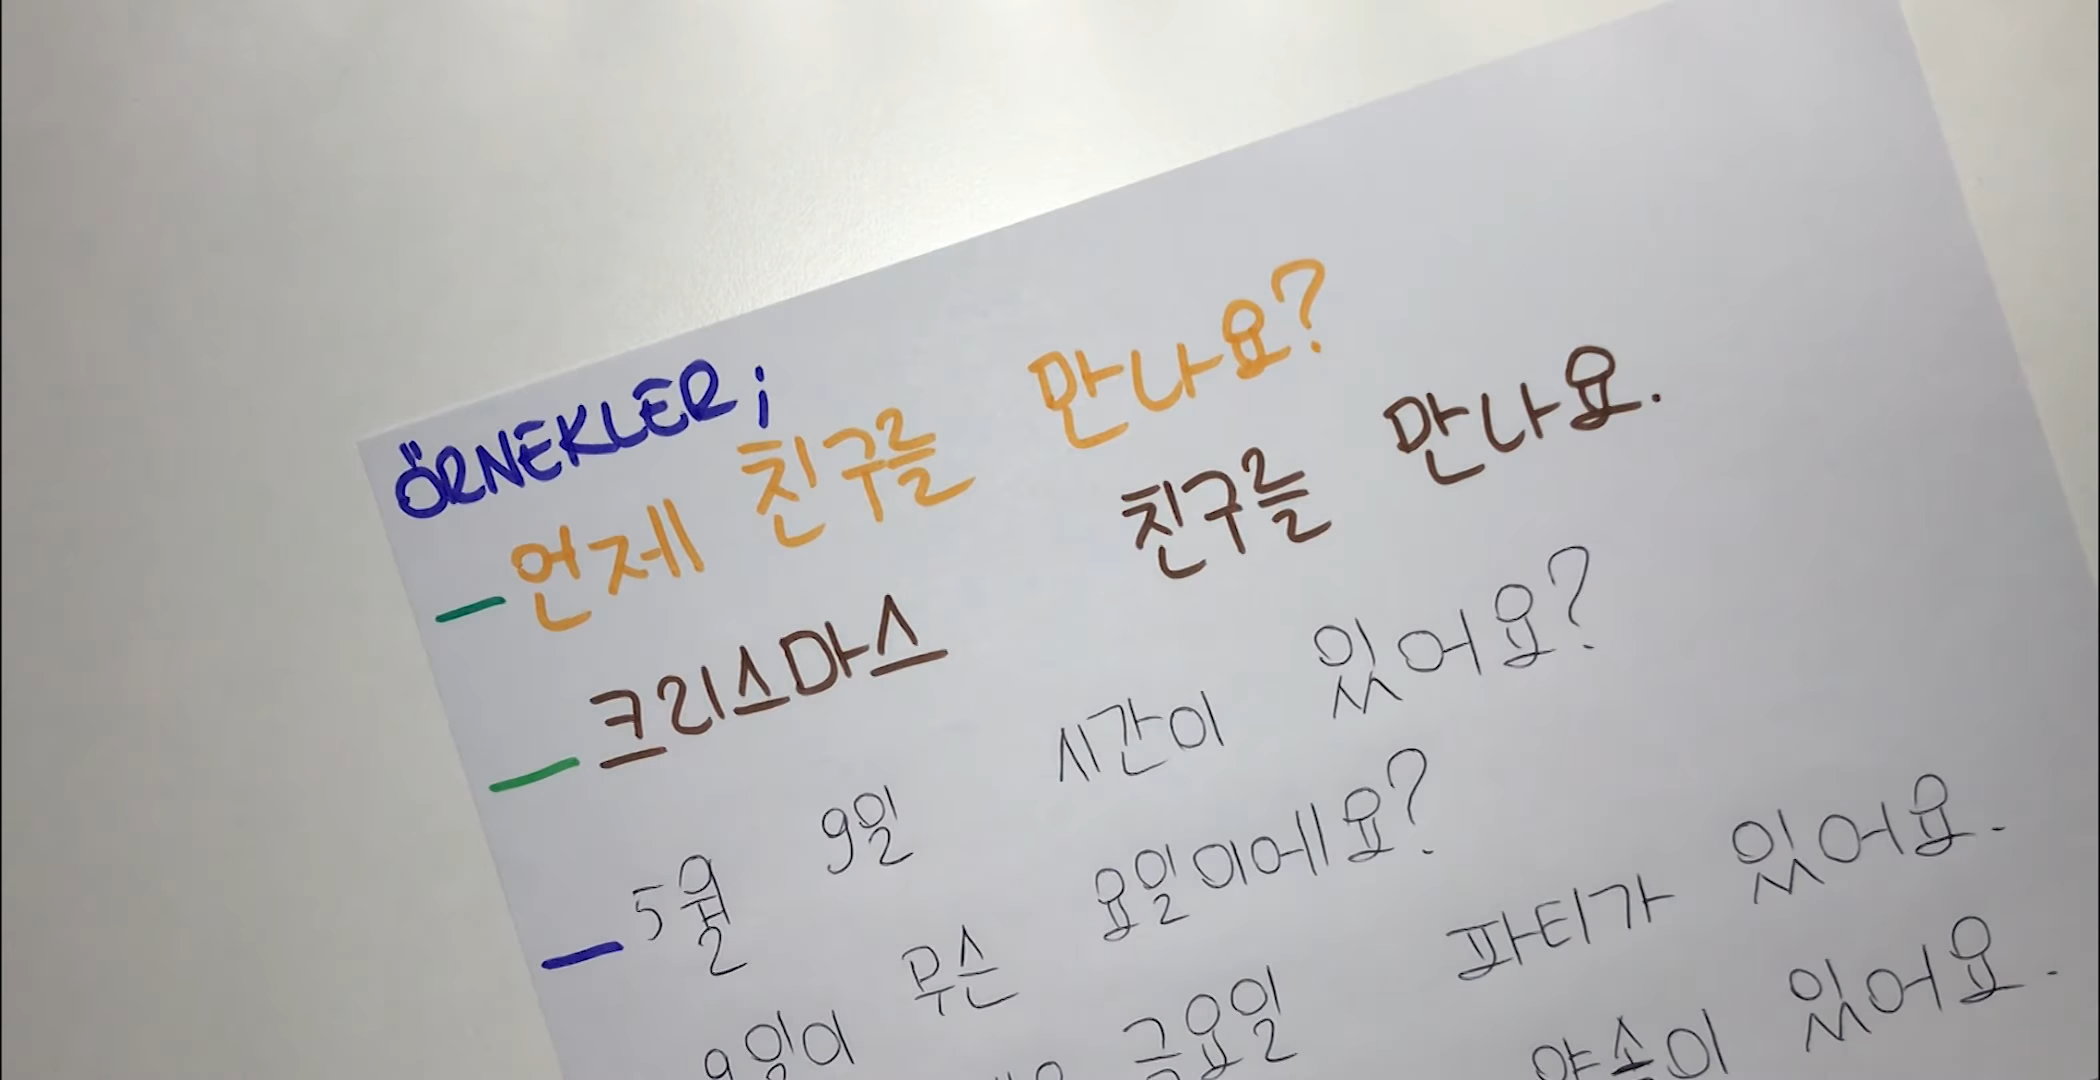 ÖRNEKLER;
언제 친구를 만나요?
크리스마스 친구를 만나요.
5월 9일 시간이 있어요?
9일이 무슨 요일이에요?
금요일 파티가 있어요.
있어요.